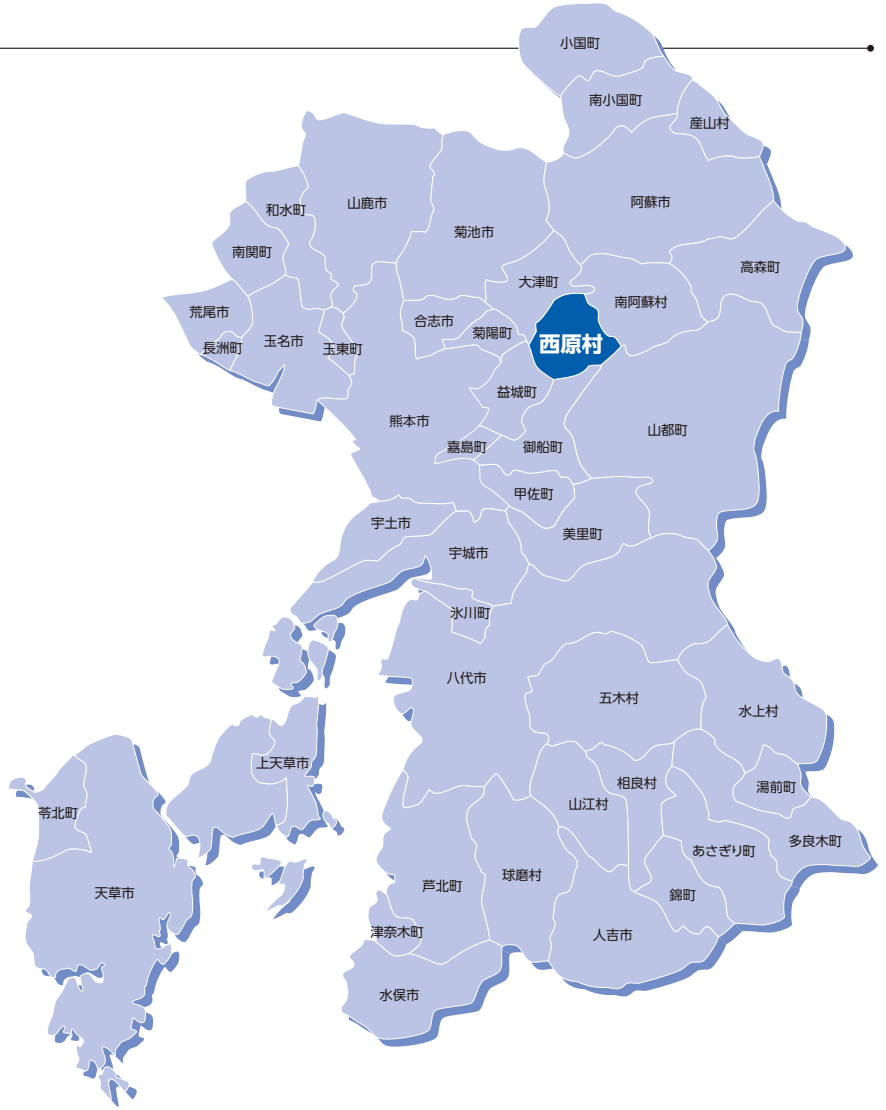 小国町
南小国町
産山村
和水町
山鹿市
菊池市
阿蘇市
南関町
高森町
大津町
南阿蘇村
荒尾市
合志市
菊陽町
長洲町
玉名市
玉東町
西原村
益城町
熊本市
嘉島町
御船町
山都町
甲佐町
宇土市
美里町
宇城市
氷川町
八代市
五木村
水上村
上天草市
相良村
湯前町
苓北町
山江村
多良木町
あさぎり町
天草市
芦北町
球磨村
錦町
津奈木町
人吉市
水俣市